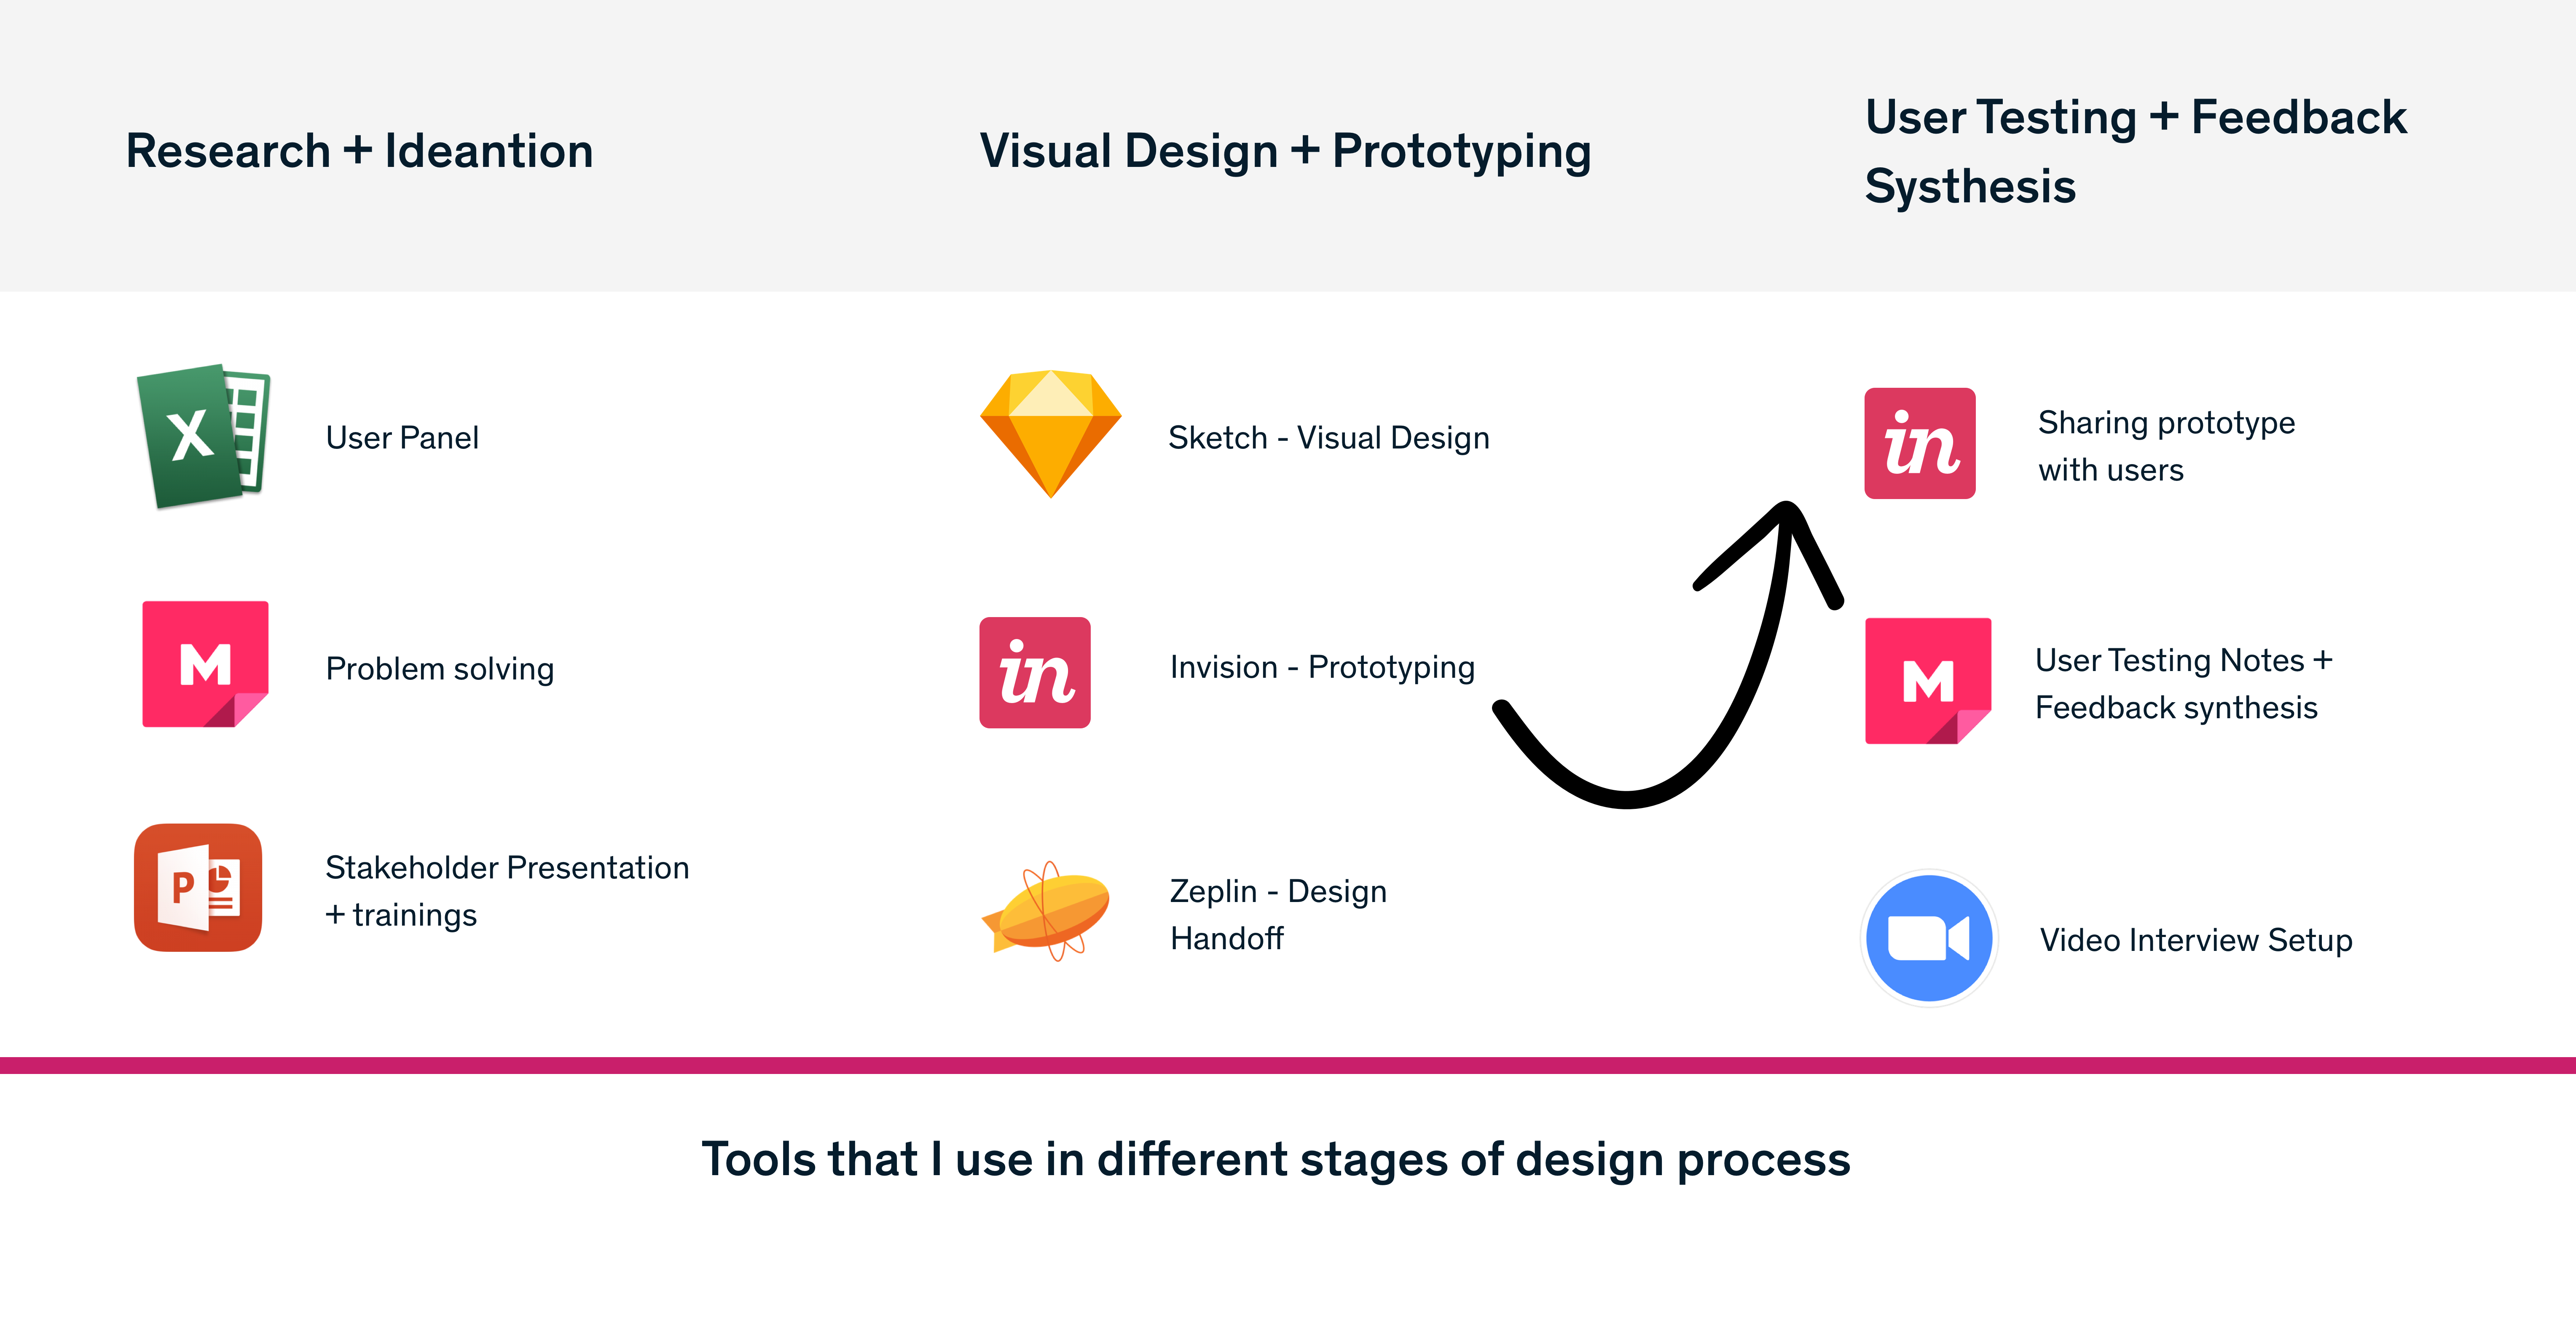 Research + Ideantion
Visual Design + Prototyping
User Testing + Feedback
Systhesis
X
User Panel
Sketch - Visual Design
in
Sharing prototype
with users
M
Problem solving
in
Invision - Prototyping
M
User Testing Notes +
Feedback synthesis
P
Stakeholder Presentation
+ trainings
Zeplin - Design
Handoff
Video Interview Setup
Tools that I use in different stages of design process